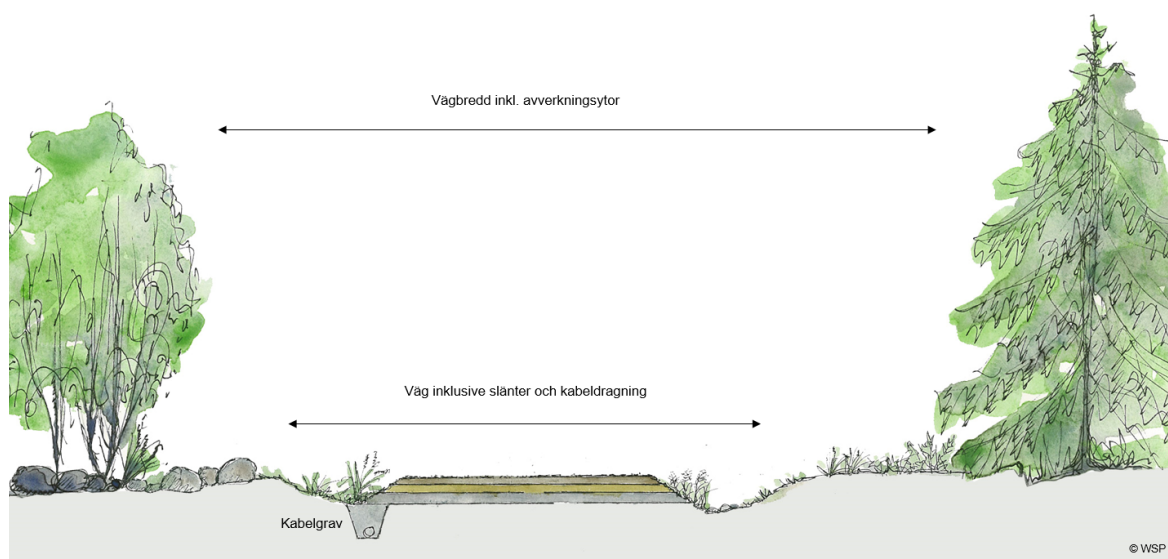 Vägbredd inkl. avverkningsytor
Väg inklusive slänter och kabeldragning
Kabelgrav
© WSP